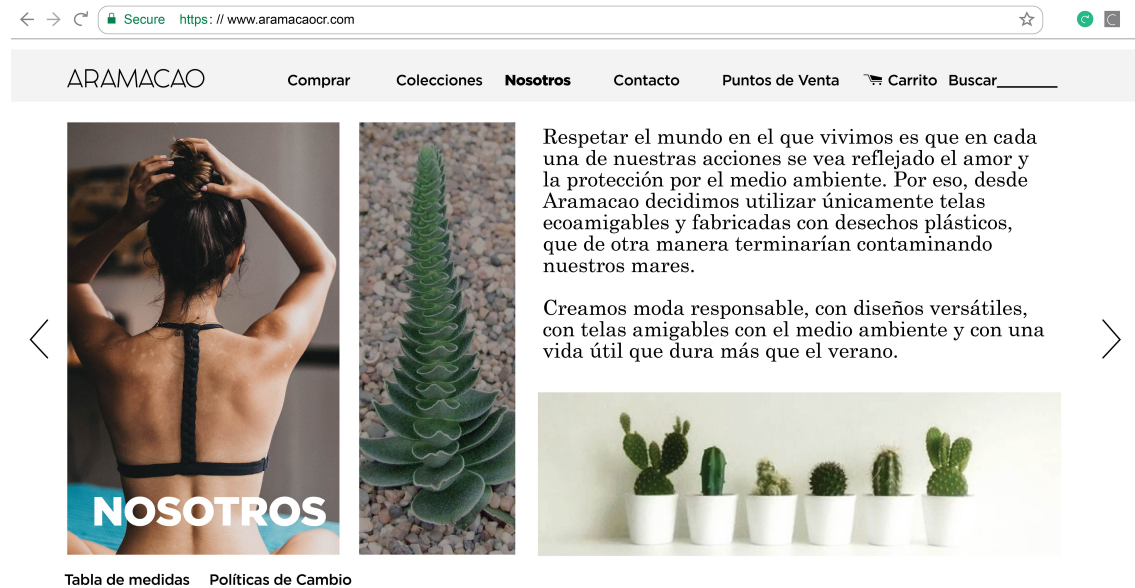 Secure https: // www.aramacaocr.com
ARAMACAO Comprar Colecciones Nosotros Contacto Puntos de Venta Carrito Buscar
Respetar el mundo en el que vivimos es que en cada
una de nuestras acciones se vea reflejado el amor y
la protección por el medio ambiente. Por eso, desde
Aramacao decidimos utilizar únicamente telas
ecoamigables y fabricadas con desechos plásticos,
que de otra manera terminarían contaminando
nuestros mares.
Creamos moda responsable, con diseños versátiles,
con telas amigables con el medio ambiente y con una
vida útil que dura más que el verano.
NOSOTROS
Tabla de medidas Políticas de Cambio